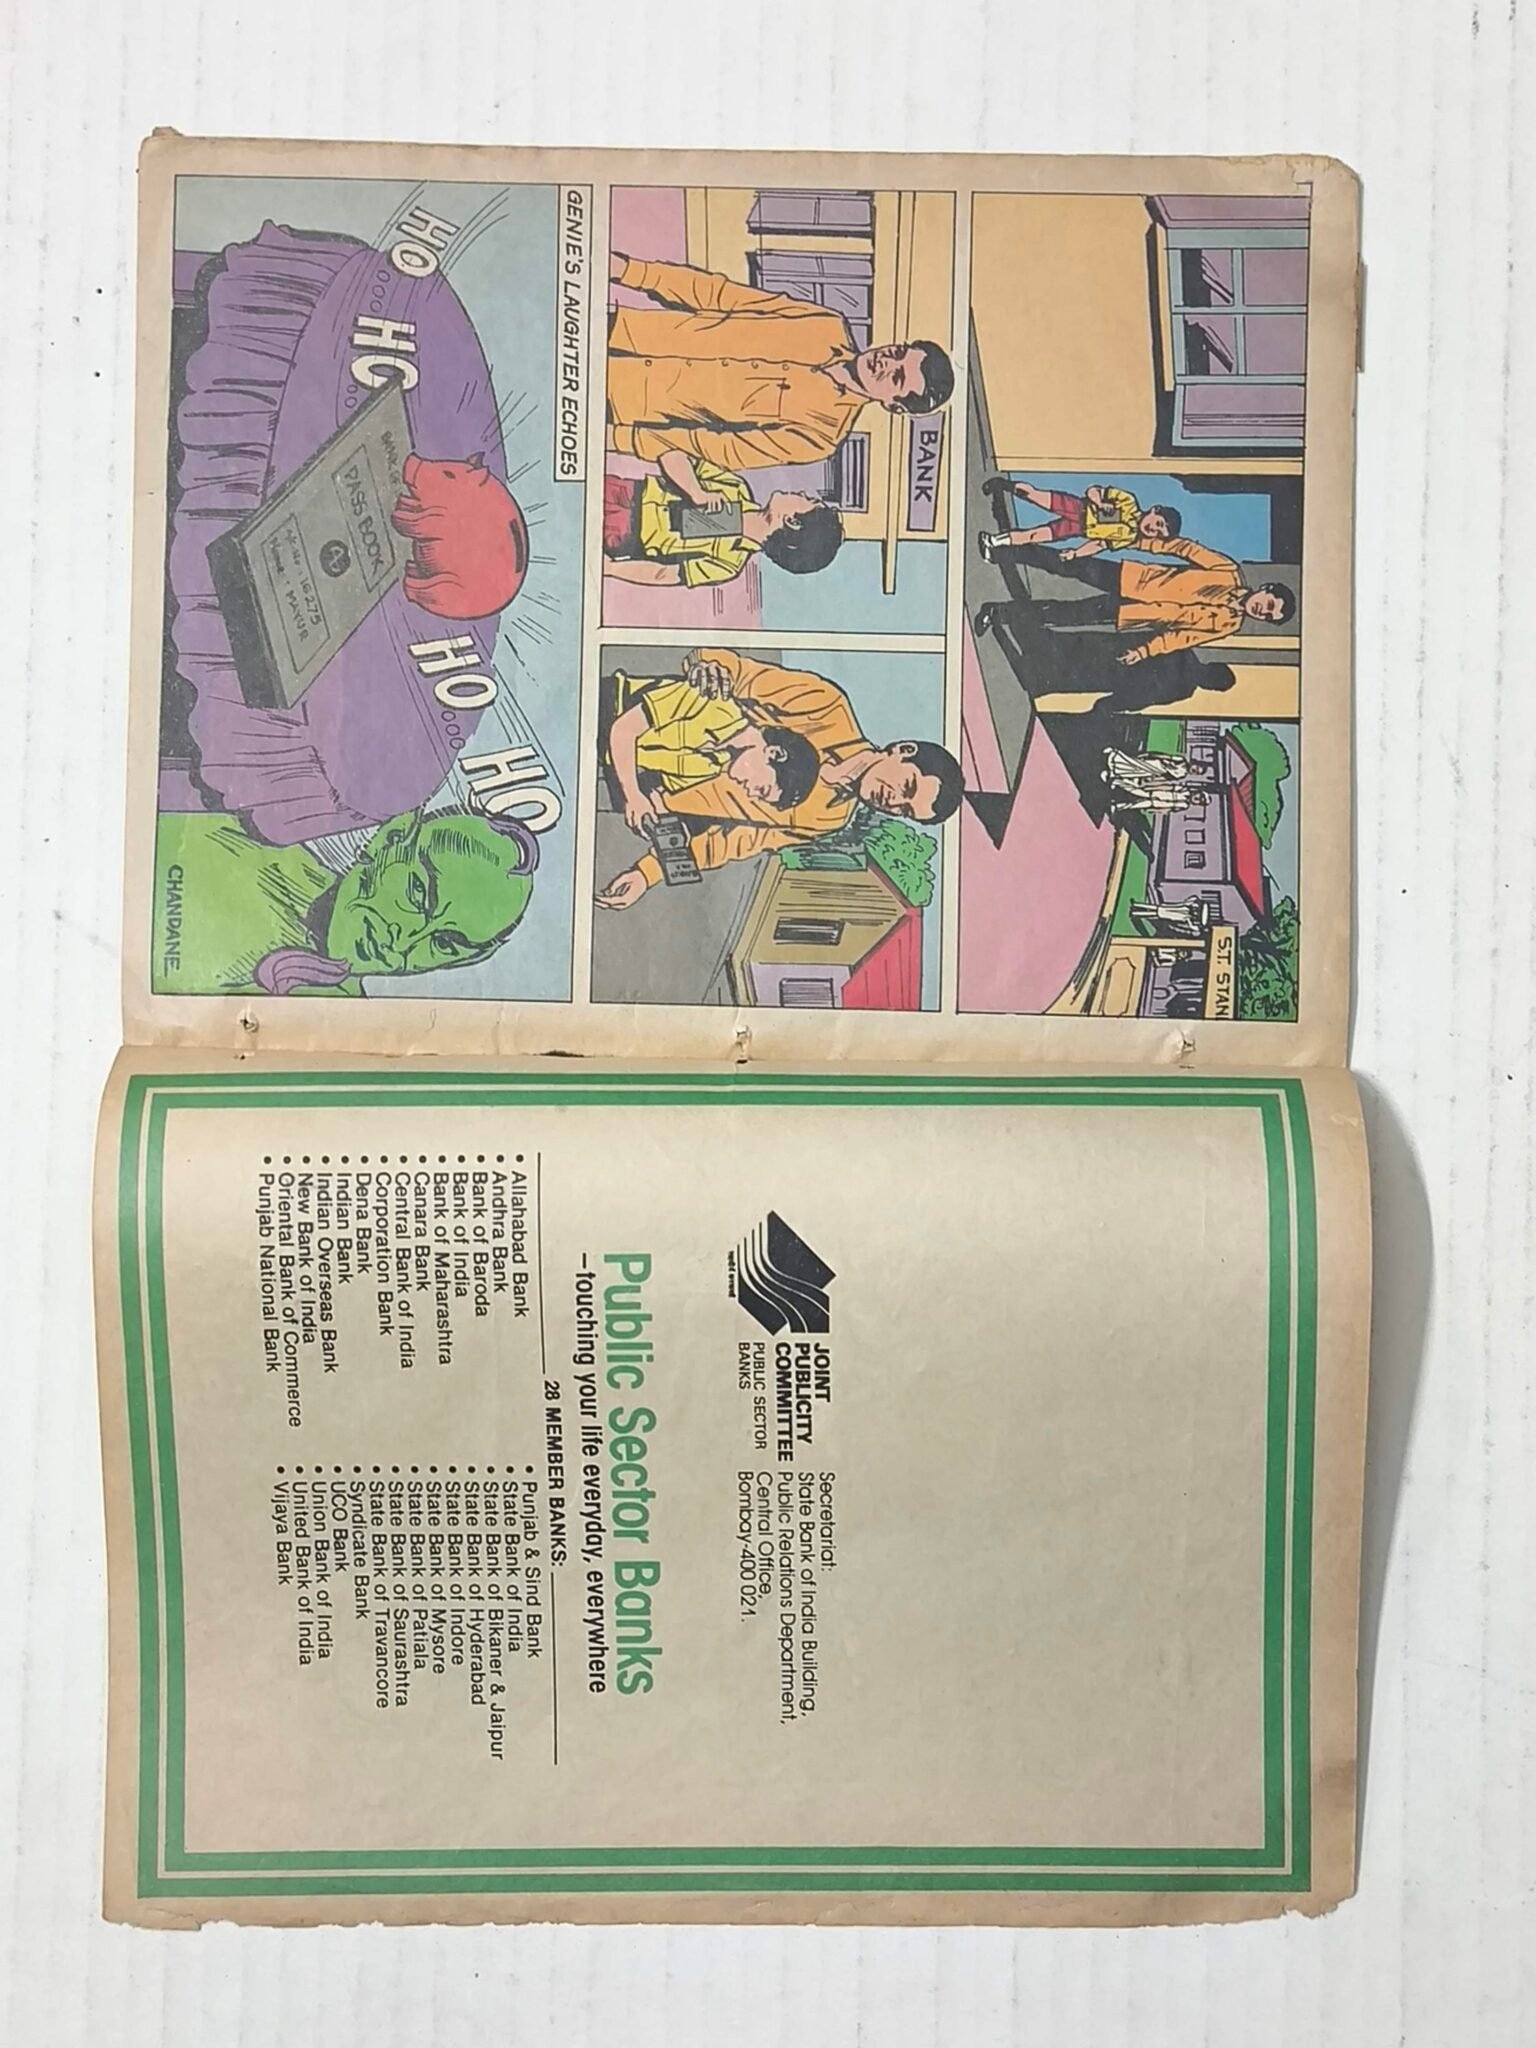 S.T. STAN
BANK
GENIE'S LAUGHTER ECHOES
HO
HO
HO
HO
BANK OF
PASS BOOK
A/c. No. : 16275
Name : MAYUR
CHANDANE
JOINT
PUBLICITY
COMMITTEE
PUBLIC SECTOR
BANKS
Secretariat:
State Bank of India Building,
Public Relations Department,
Central Office,
Bombay-400 021.
Public Sector Banks
–touching your life everyday, everywhere
28 MEMBER BANKS:
• Allahabad Bank
• Andhra Bank
• Bank of Baroda
• Bank of India
• Bank of Maharashtra
• Canara Bank
• Central Bank of India
• Corporation Bank
• Dena Bank
• Indian Bank
• Indian Overseas Bank
• New Bank of India
• Oriental Bank of Commerce
• Punjab National Bank
• Punjab & Sind Bank
• State Bank of India
• State Bank of Bikaner & Jaipur
• State Bank of Hyderabad
• State Bank of Indore
• State Bank of Mysore
• State Bank of Patiala
• State Bank of Saurashtra
• State Bank of Travancore
• Syndicate Bank
• UCO Bank
• Union Bank of India
• United Bank of India
• Vijaya Bank